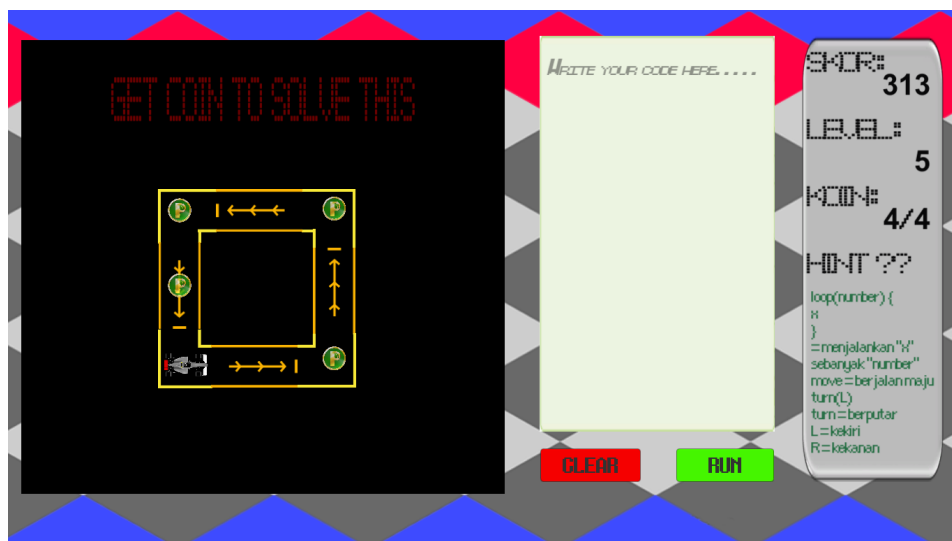 GET COIN TO SOLVE THIS
P
P
P
P
WRITE YOUR CODE HERE.....
CLEAR
RUN
SKOR:
313
LEVEL:
5
KOIN:
4/4
HINT ??
loop(number) {
x
}
=menjalankan "x"
sebanyak "number"
move=berjalan maju
turn(L)
turn=berputar
L=kekiri
R=kekanan